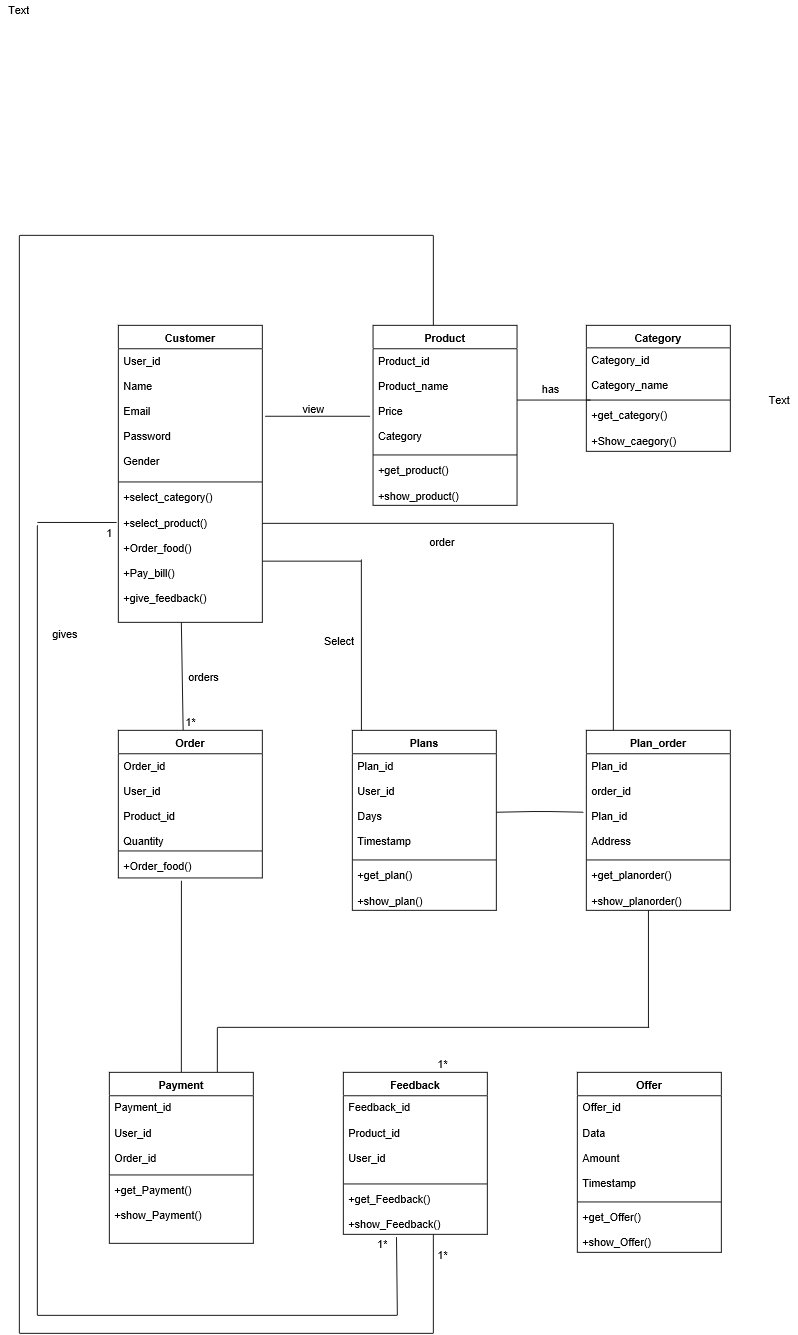 Text
Customer
User_id
Name
Email
Password
Gender
+select_category()
+select_product()
+Order_food()
+Pay_bill()
+give_feedback()
view
Product
Product_id
Product_name
Price
Category
+get_product()
+show_product()
has
Category
Category_id
Category_name
+get_category()
+Show_caegory()
Text
1
order
gives
Select
orders
1*
Order
Order_id
User_id
Product_id
Quantity
+Order_food()
Plans
Plan_id
User_id
Days
Timestamp
+get_plan()
+show_plan()
Plan_order
Plan_id
order_id
Plan_id
Address
+get_planorder()
+show_planorder()
Payment
Payment_id
User_id
Order_id
+get_Payment()
+show_Payment()
1*
Feedback
Feedback_id
Product_id
User_id
+get_Feedback()
+show_Feedback()
1*
1*
Offer
Offer_id
Data
Amount
Timestamp
+get_Offer()
+show_Offer()